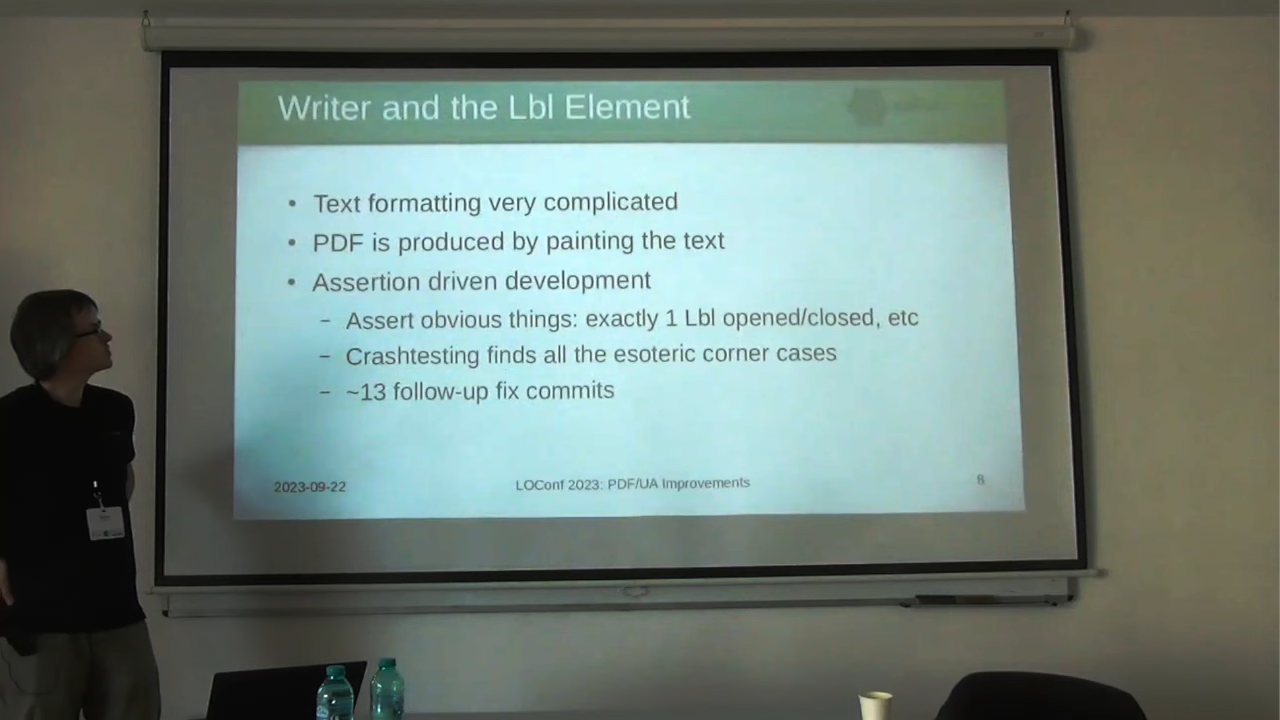 Writer and the Lbl Element
• Text formatting very complicated
• PDF is produced by painting the text
• Assertion driven development
– Assert obvious things: exactly 1 Lbl opened/closed, etc
– Crashtesting finds all the esoteric corner cases
– ~13 follow-up fix commits
2023-09-22
LOConf 2023: PDF/UA Improvements
8